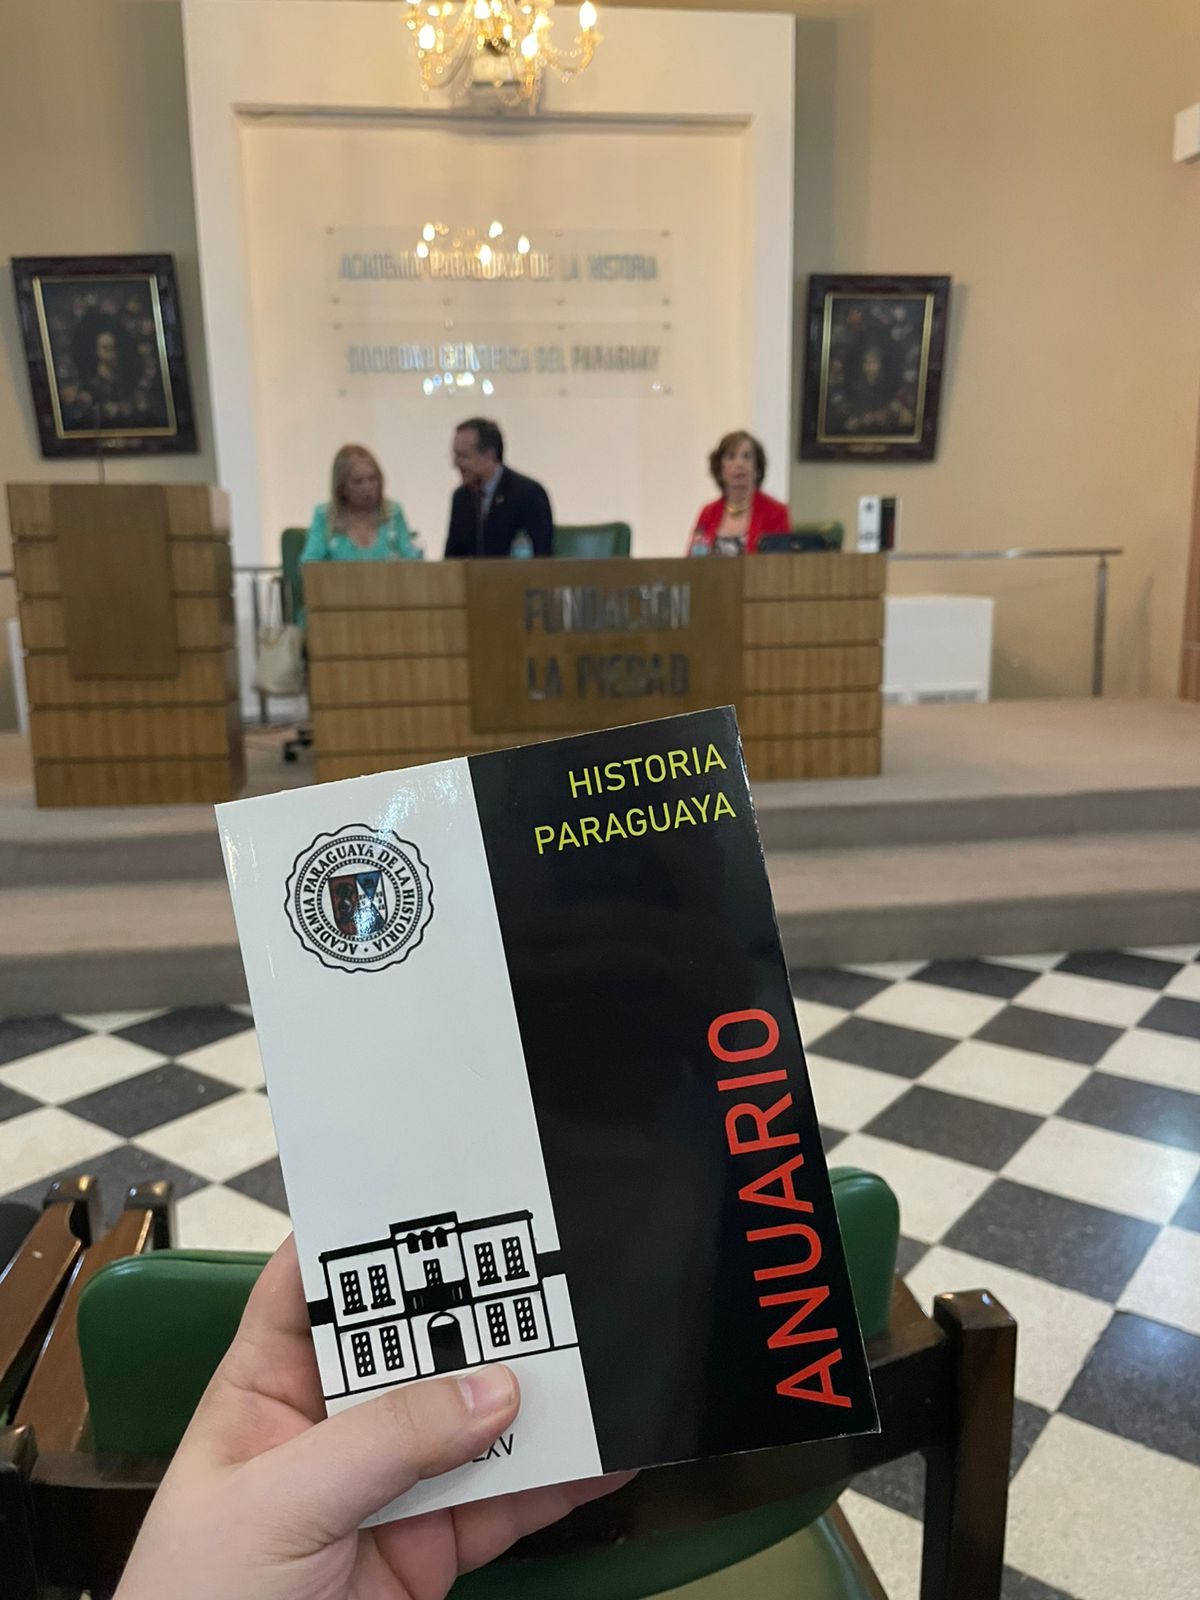 ACADEMIA PARAGUAYA DE LA HISTORIA
SOCIEDAD CIENTIFICA DEL PARAGUAY
FUNDACIÓN
LA PIEDAD
HISTORIA
PARAGUAYA
ACADEMIA PARAGUAYA DE LA HISTORIA
ANUARIO